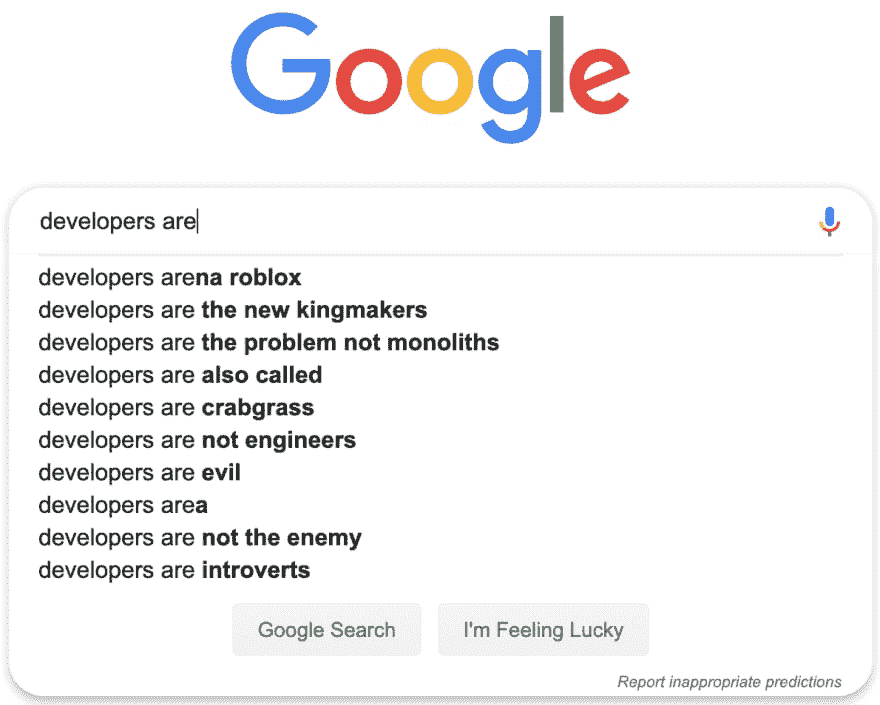 Google
developers are
developers arena roblox
developers are the new kingmakers
developers are the problem not monoliths
developers are also called
developers are crabgrass
developers are not engineers
developers are evil
developers area
developers are not the enemy
developers are introverts
Google Search I'm Feeling Lucky
Report inappropriate predictions